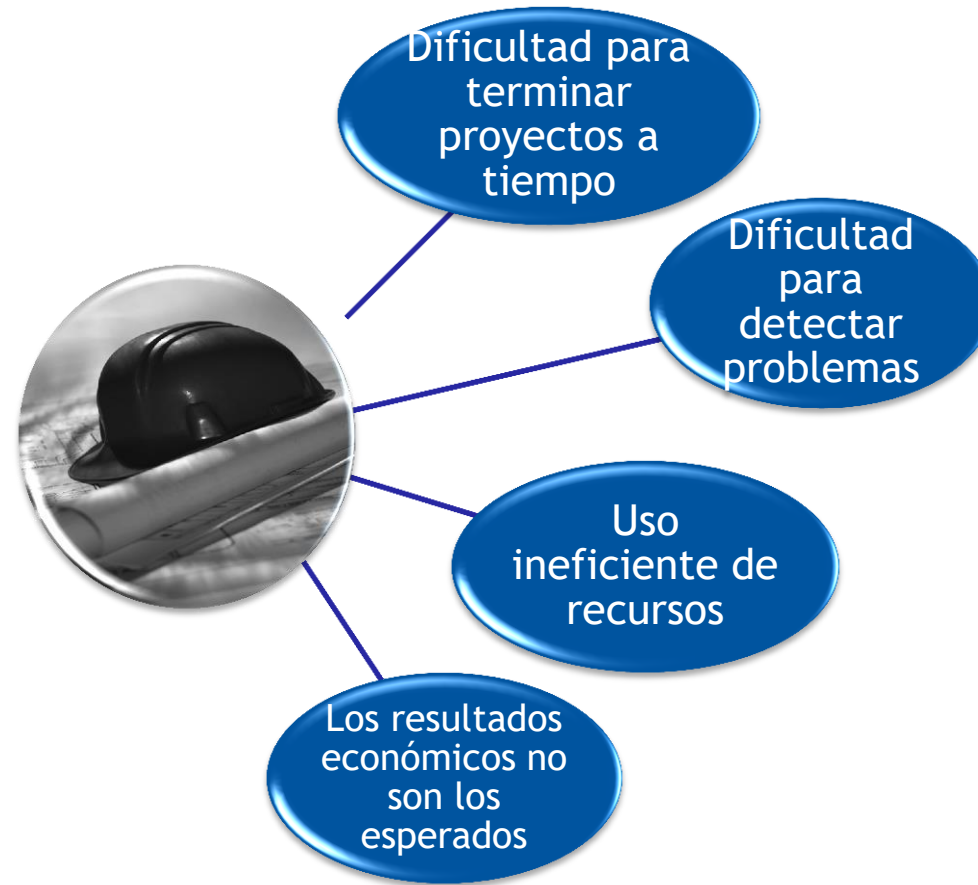 Dificultad para
terminar
proyectos a
tiempo
Dificultad
para
detectar
problemas
Uso
ineficiente de
recursos
Los resultados
económicos no
son los
esperados